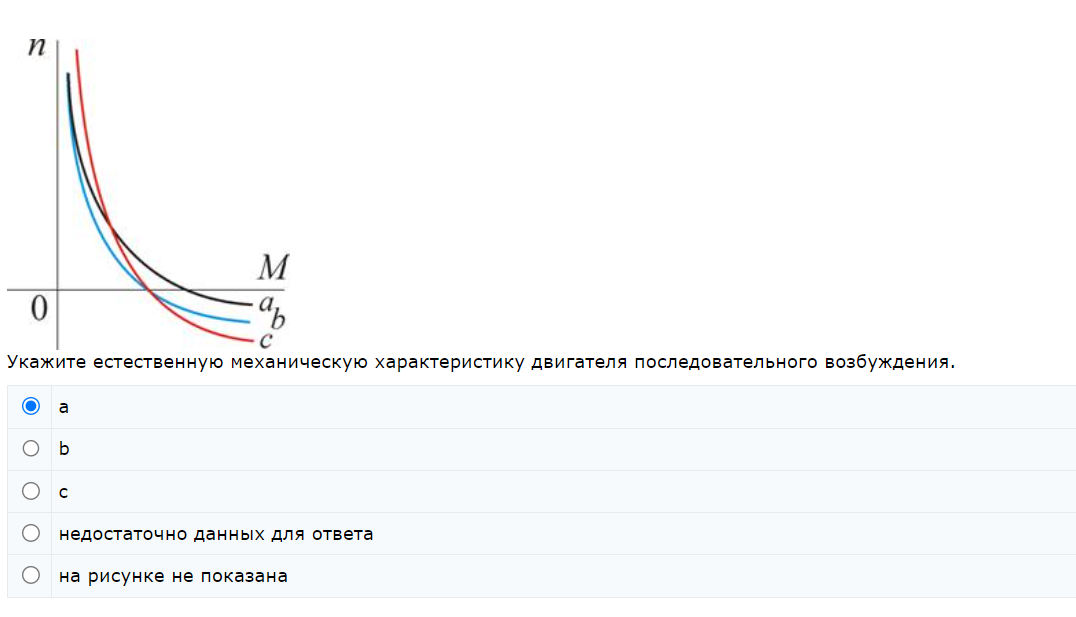 n
M
0
a
b
c
Укажите естественную механическую характеристику двигателя последовательного возбуждения.
a
b
c
недостаточно данных для ответа
на рисунке не показана